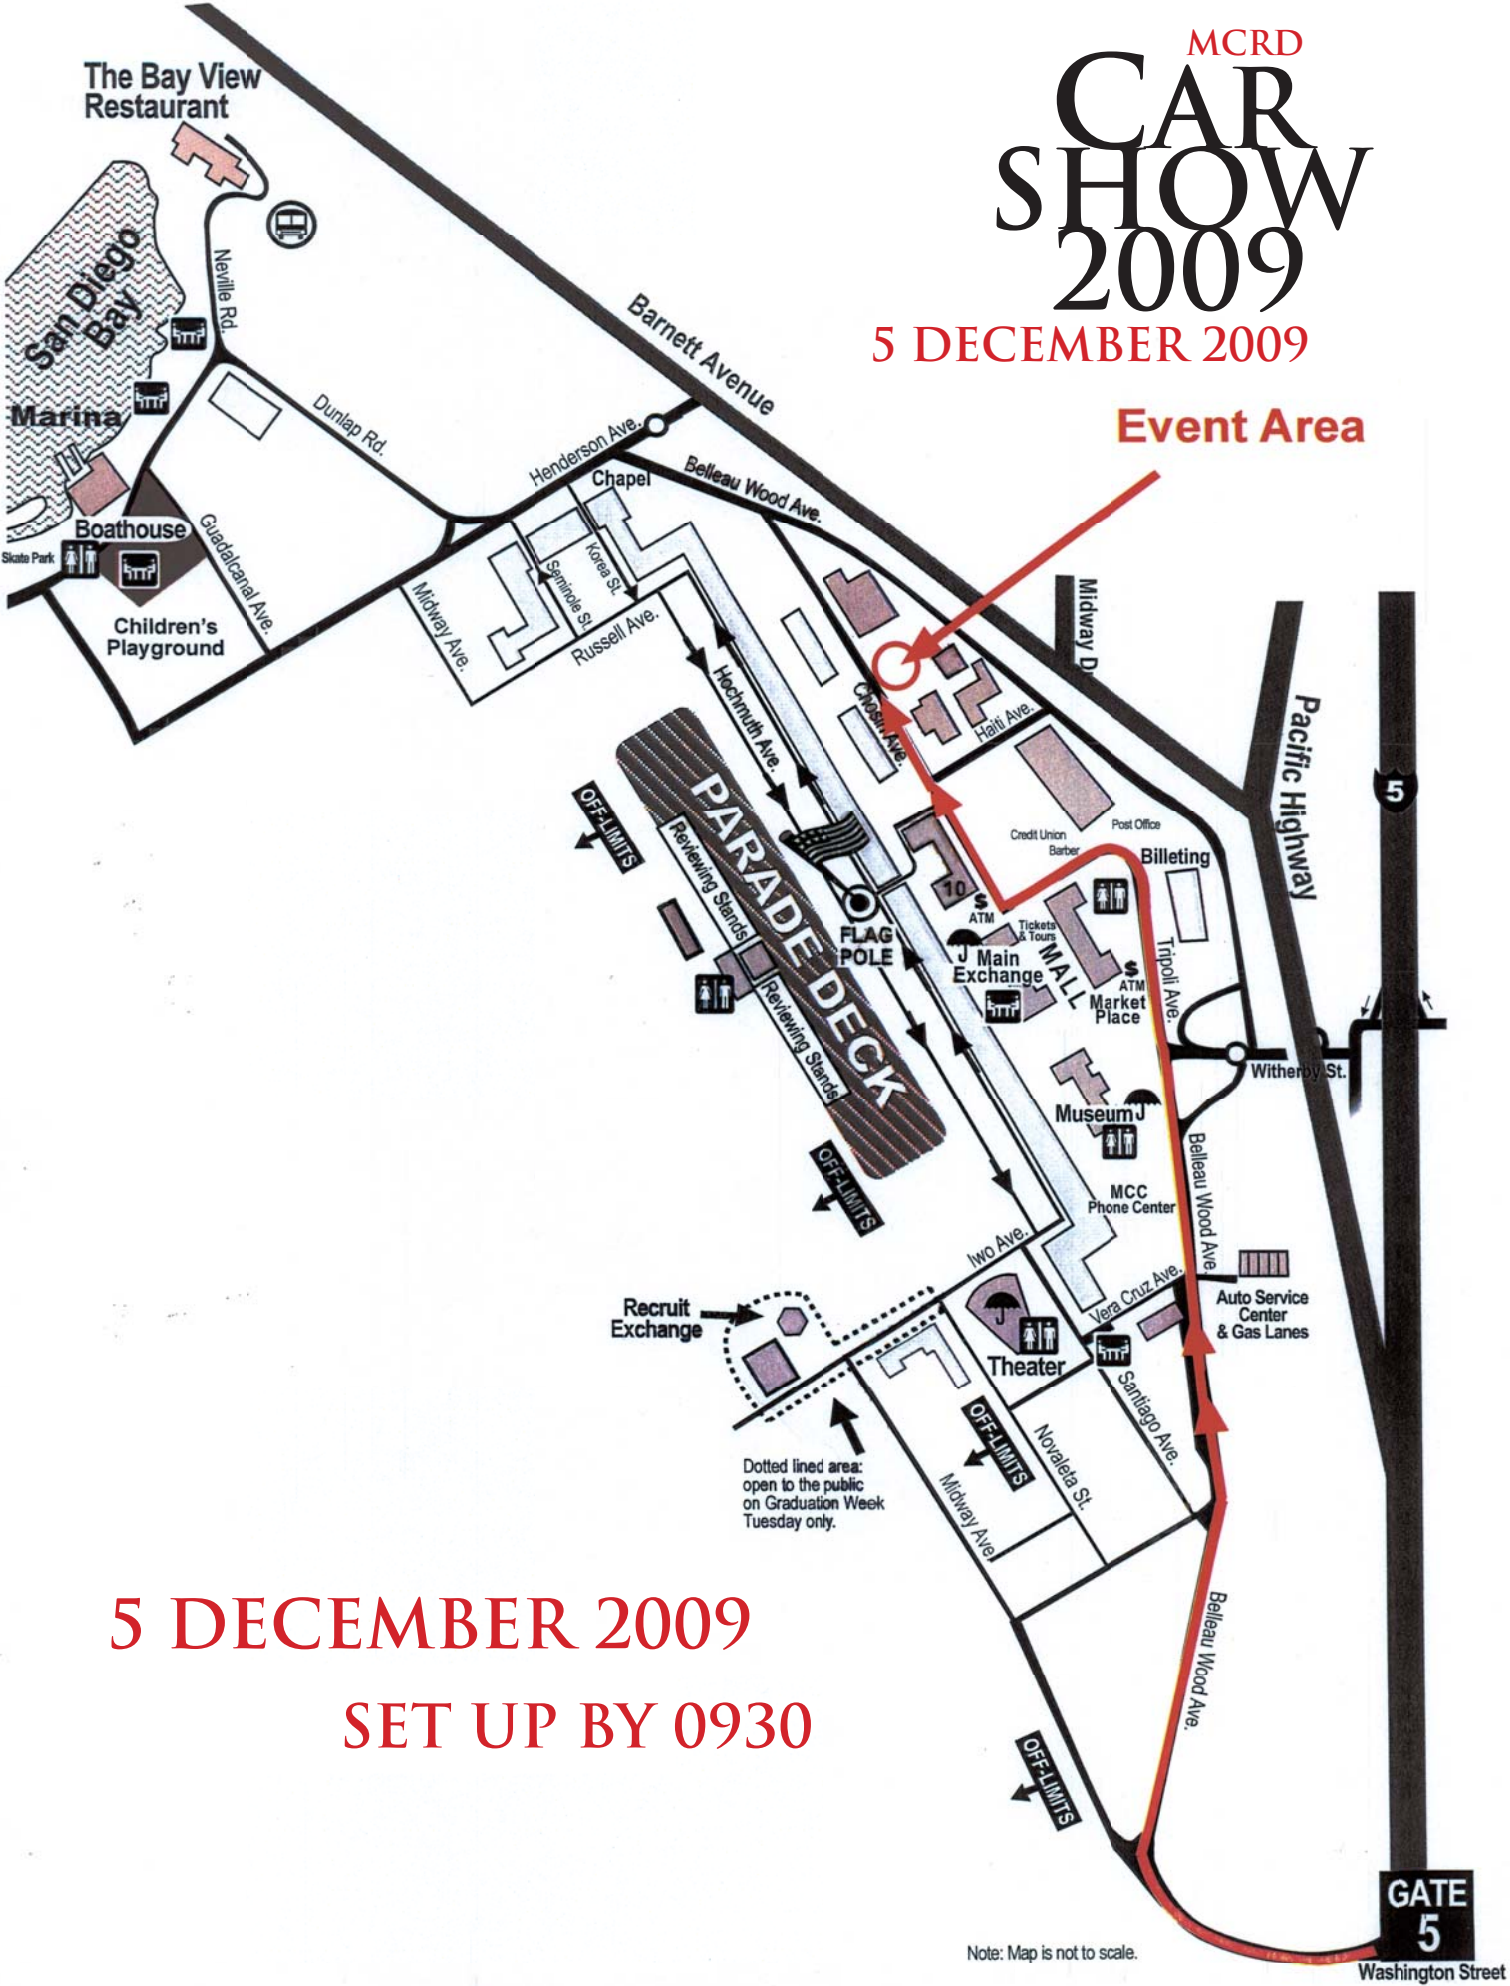 MCRD
CAR
SHOW
2009
5 DECEMBER 2009
Event Area
The Bay View
Restaurant
San Diego
Bay
Neville Rd.
Marina
Dunlap Rd.
Barnett Avenue
Henderson Ave.
Chapel
Belleau Wood Ave.
Boathouse
Skate Park
Guadalcanal Ave.
Children's
Playground
Midway Ave.
Seminole St.
Korea St.
Russell Ave.
Hochmuth Ave.
Chosin Ave.
Haiti Ave.
Midway D
Pacific Highway
5
OFF-LIMITS
PARADE DECK
Reviewing Stands
Reviewing Stands
FLAG
POLE
10
$
ATM
Credit Union
Barber
Post Office
Billeting
Tickets
& Tours
Main
Exchange
MALL
$
ATM
Market
Place
Tripoli Ave.
Witherby St.
Museum
MCC
Phone Center
Belleau Wood Ave.
OFF-LIMITS
Iwo Ave.
Vera Cruz Ave.
Auto Service
Center
& Gas Lanes
Recruit
Exchange
Theater
Santiago Ave.
OFF-LIMITS
Novaleta St.
Midway Ave.
Dotted lined area:
open to the public
on Graduation Week
Tuesday only.
5 DECEMBER 2009
SET UP BY 0930
Belleau Wood Ave.
OFF-LIMITS
GATE
5
Washington Street
Note: Map is not to scale.